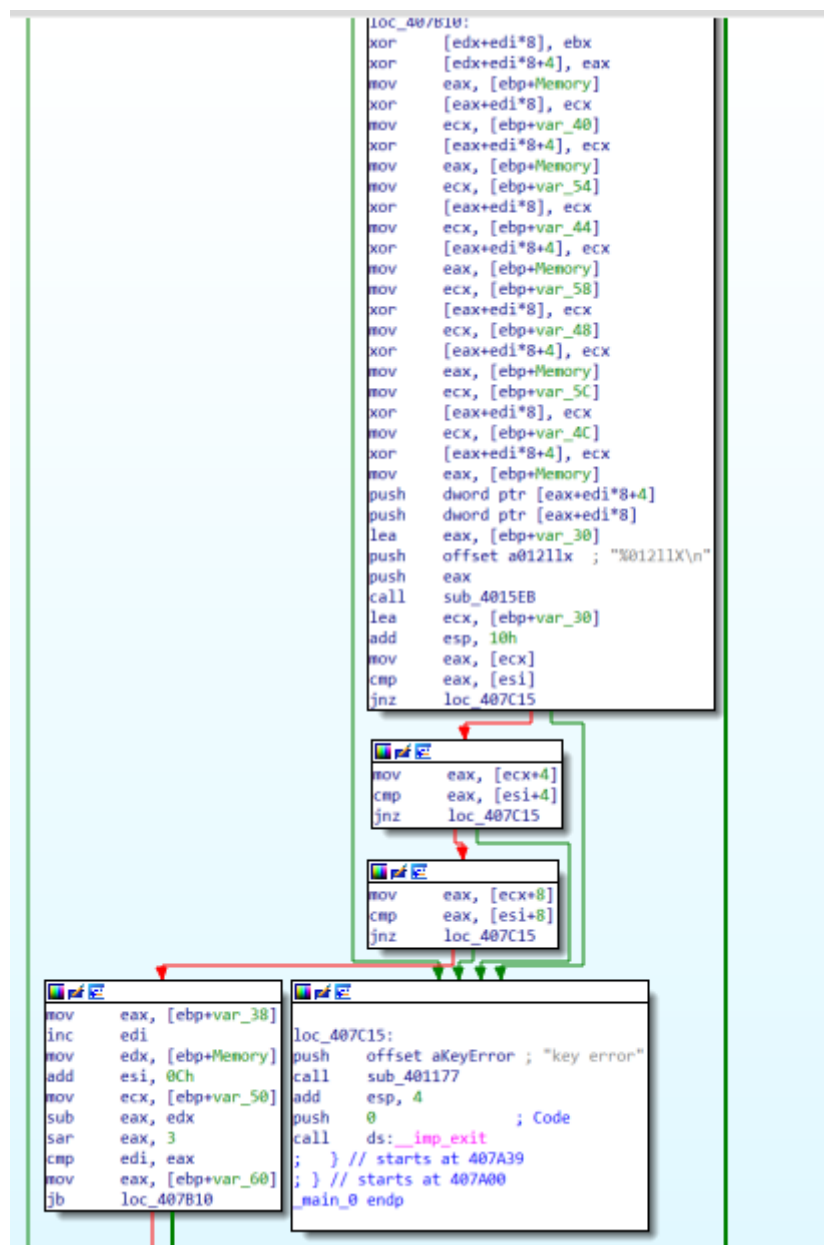 loc_407B10:
xor [edx+edi*8], ebx
xor [edx+edi*8+4], eax
mov eax, [ebp+Memory]
xor [eax+edi*8], ecx
mov ecx, [ebp+var_40]
xor [eax+edi*8+4], ecx
mov eax, [ebp+Memory]
mov ecx, [ebp+var_54]
xor [eax+edi*8], ecx
mov ecx, [ebp+var_44]
xor [eax+edi*8+4], ecx
mov eax, [ebp+Memory]
mov ecx, [ebp+var_58]
xor [eax+edi*8], ecx
mov ecx, [ebp+var_48]
xor [eax+edi*8+4], ecx
mov eax, [ebp+Memory]
mov ecx, [ebp+var_5C]
xor [eax+edi*8], ecx
mov ecx, [ebp+var_4C]
xor [eax+edi*8+4], ecx
mov eax, [ebp+Memory]
push dword ptr [eax+edi*8+4]
push dword ptr [eax+edi*8]
lea eax, [ebp+var_30]
push offset a012llx ; "%012llX\n"
push eax
call sub_4015EB
lea ecx, [ebp+var_30]
add esp, 10h
mov eax, [ecx]
cmp eax, [esi]
jnz loc_407C15
mov eax, [ecx+4]
cmp eax, [esi+4]
jnz loc_407C15
mov eax, [ecx+8]
cmp eax, [esi+8]
jnz loc_407C15
mov eax, [ebp+var_38]
inc edi
mov edx, [ebp+Memory]
add esi, 0Ch
mov ecx, [ebp+var_50]
sub eax, edx
sar eax, 3
cmp edi, eax
mov eax, [ebp+var_60]
jb loc_407B10
loc_407C15:
push offset aKeyError ; "key error"
call sub_401177
add esp, 4
push 0 ; Code
call ds:__imp_exit
; } // starts at 407A39
; } // starts at 407A00
_main_0 endp